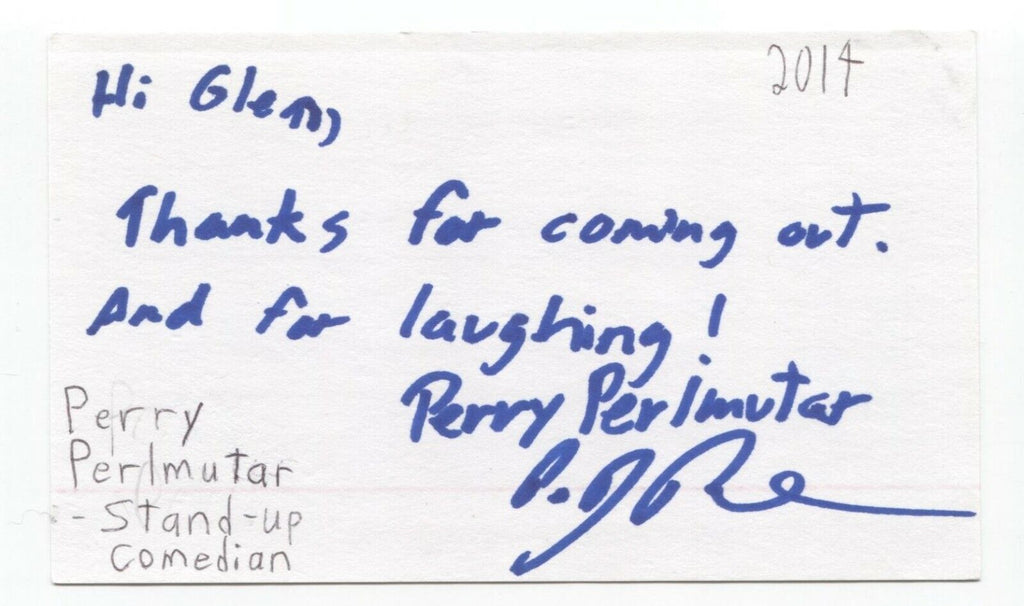 2014
Hi Glenn,
Thanks for coming out.
And for laughing!
Perry Perlmutar
Perry
Perlmutar
- Stand-up
Comedian